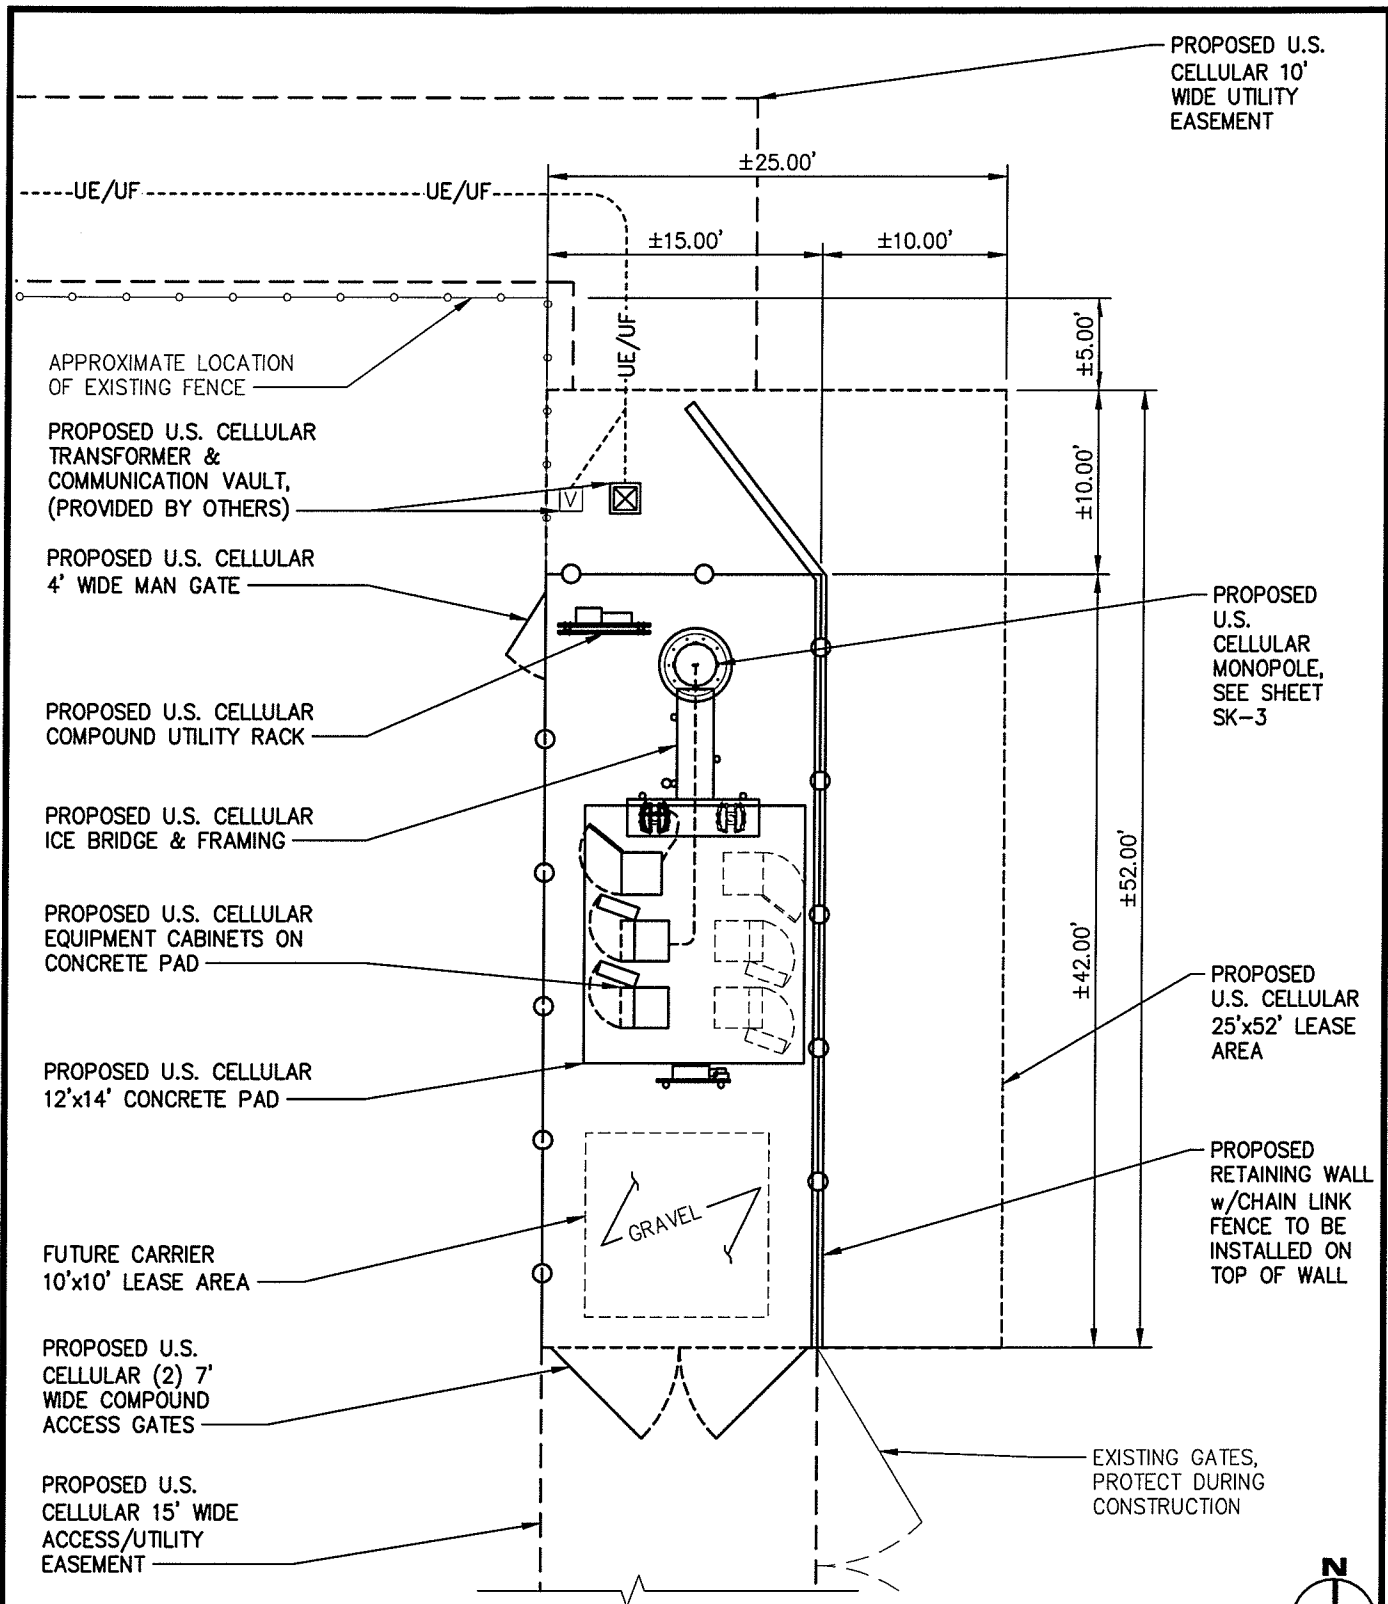 PROPOSED U.S.
CELLULAR 10'
WIDE UTILITY
EASEMENT
±25.00'
UE/UF
UE/UF
±15.00'
±10.00'
UE/UF
±5.00'
APPROXIMATE LOCATION
OF EXISTING FENCE
PROPOSED U.S. CELLULAR
TRANSFORMER &
COMMUNICATION VAULT,
(PROVIDED BY OTHERS)
V
±10.00'
PROPOSED U.S. CELLULAR
4' WIDE MAN GATE
PROPOSED
U.S.
CELLULAR
MONOPOLE,
SEE SHEET
SK-3
PROPOSED U.S. CELLULAR
COMPOUND UTILITY RACK
PROPOSED U.S. CELLULAR
ICE BRIDGE & FRAMING
±52.00'
PROPOSED U.S. CELLULAR
EQUIPMENT CABINETS ON
CONCRETE PAD
±42.00'
PROPOSED
U.S. CELLULAR
25'x52' LEASE
AREA
PROPOSED U.S. CELLULAR
12'x14' CONCRETE PAD
PROPOSED
RETAINING WALL
w/CHAIN LINK
FENCE TO BE
INSTALLED ON
TOP OF WALL
GRAVEL
FUTURE CARRIER
10'x10' LEASE AREA
PROPOSED U.S.
CELLULAR (2) 7'
WIDE COMPOUND
ACCESS GATES
EXISTING GATES,
PROTECT DURING
CONSTRUCTION
PROPOSED U.S.
CELLULAR 15' WIDE
ACCESS/UTILITY
EASEMENT
N